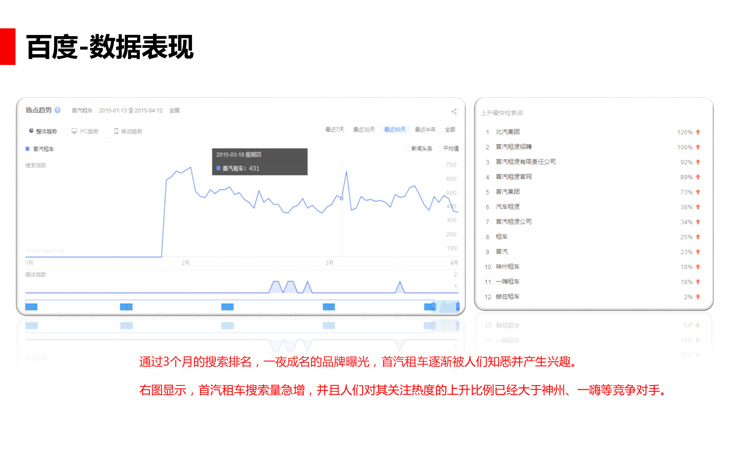 百度-数据表现
热点趋势 ? 首汽租车 2015-01-13 至 2015-04-12 全国
整体趋势 PC趋势 移动趋势
最近7天 最近30天 最近90天 最近半年 全部
首汽租车
新闻头条 平均值
搜索指数
2015-03-19 星期四
首汽租车: 431
700
600
500
400
300
200
100
1月 2月 3月 4月
媒体指数
2
1
上升最快检索词
1 北汽集团 126%
2 首汽租赁招聘 100%
3 首汽租赁有限责任公司 92%
4 首汽租赁官网 89%
5 首汽集团 73%
6 汽车租赁 38%
7 首汽租赁公司 34%
8 租车 25%
9 首汽 23%
10 神州租车 18%
11 一嗨租车 18%
12 赫兹租车 2%
通过3个月的搜索排名，一夜成名的品牌曝光，首汽租车逐渐被人们知悉并产生兴趣。
右图显示，首汽租车搜索量急增，并且人们对其关注热度的上升比例已经大于神州、一嗨等竞争对手。